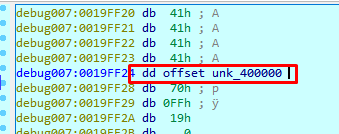 debug007:0019FF20 db 41h ; A
debug007:0019FF21 db 41h ; A
debug007:0019FF22 db 41h ; A
debug007:0019FF23 db 41h ; A
debug007:0019FF24 dd offset unk_400000
debug007:0019FF28 db 70h ; p
debug007:0019FF29 db 0FFh ; ÿ
debug007:0019FF2A db 19h
debug007:0019FF2B db 0